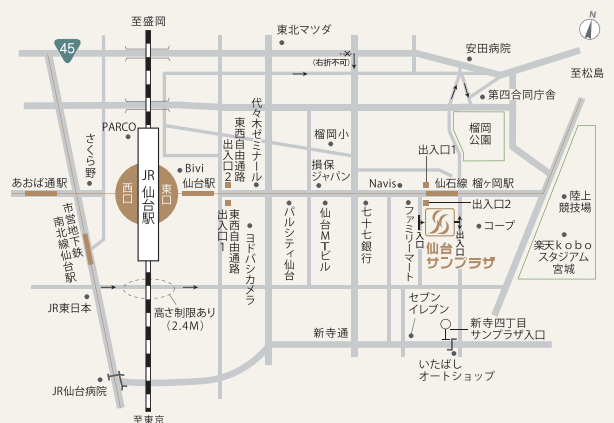 至盛岡
東北マツダ
N
45
安田病院
(右折不可)
至松島
第四合同庁舎
代々木ゼミナール
PARCO
さくら野
東西自由通路
出入口2
榴岡小
榴岡
公園
出入口1
JR
仙台駅
西口
東口
Bivi
仙台駅
損保
ジャパン
あおば通駅
Navis
仙石線 榴ヶ岡駅
出入口2
陸上
競技場
市営地下鉄
南北線仙台駅
東西自由通路
出入口1
ヨドバシカメラ
パルシティ仙台
仙台MTビル
七十七銀行
ファミリーマート
入口
出入口
コープ
仙台
サンプラザ
楽天kobo
スタジアム
宮城
JR東日本
高さ制限あり
(2.4M)
セブン
イレブン
新寺通
新寺四丁目
サンプラザ入口
いたばし
オートショップ
JR仙台病院
至東京